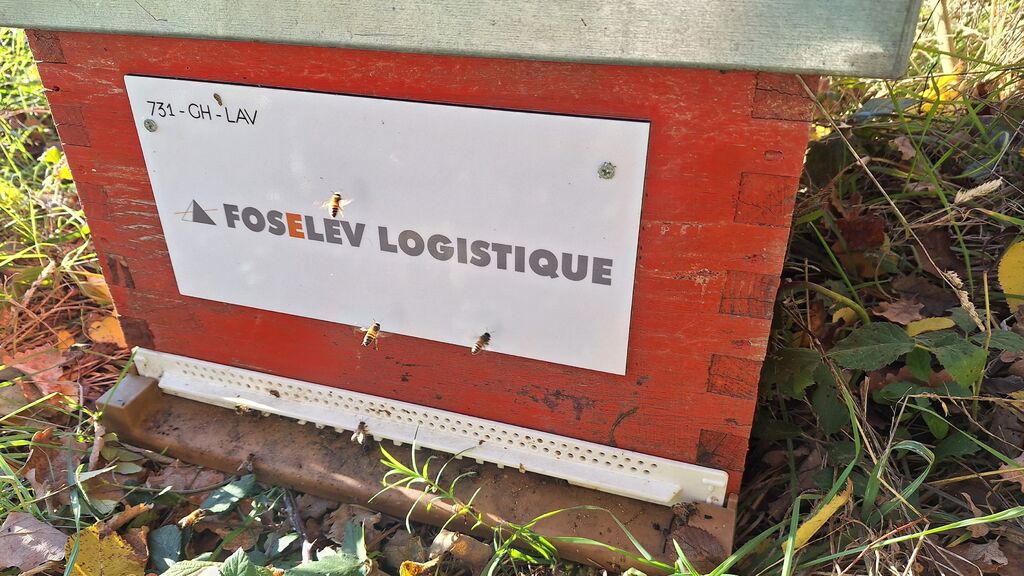 731 - GH - LAV
FOSELEV LOGISTIQUE